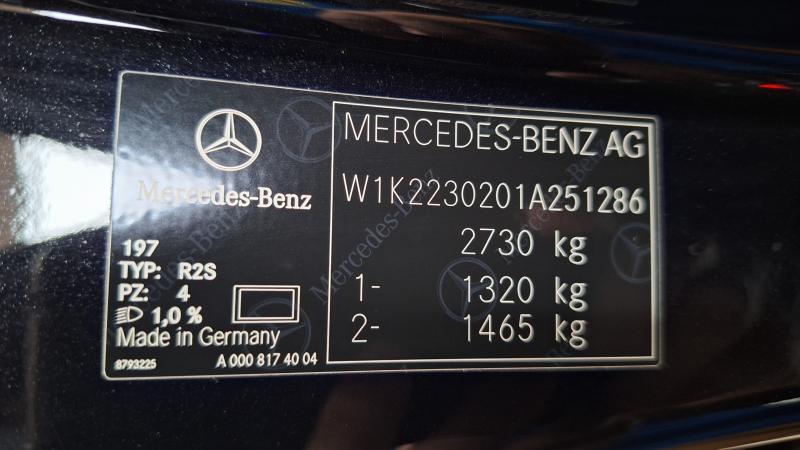 Mercedes-Benz
197
TYP: R2S
PZ: 4
1,0 %
Made in Germany
8793225
A 000 817 40 04
MERCEDES-BENZ AG
W1K2230201A251286
2730 kg
1- 1320 kg
2- 1465 kg